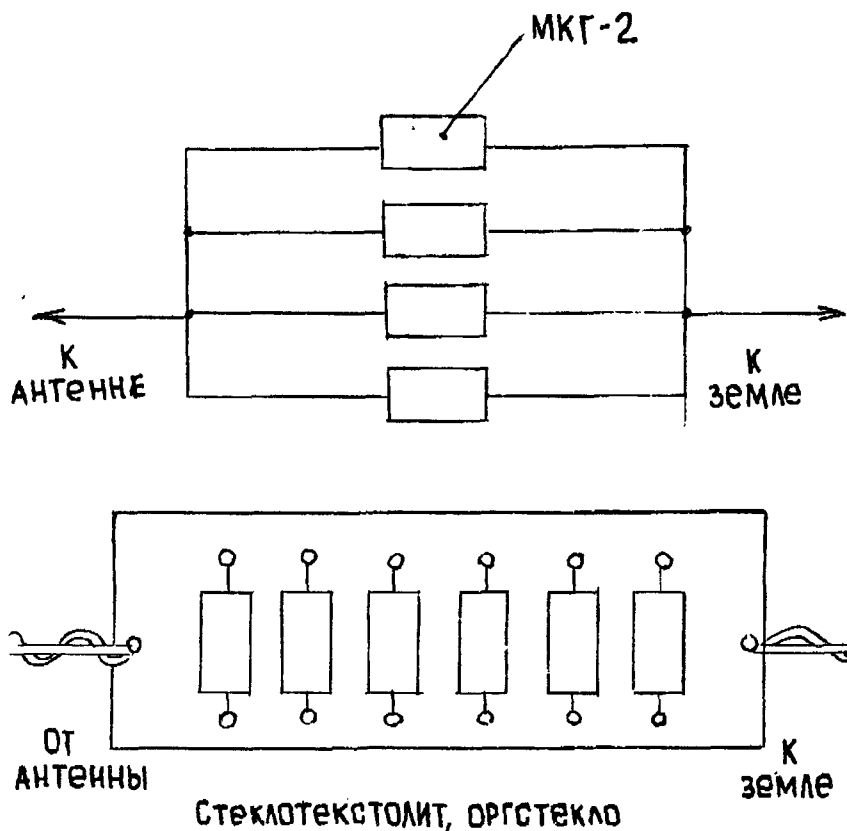 МКГ-2
К
АНТЕННЕ
К
ЗЕМЛЕ
ОТ
АНТЕННЫ
К
ЗЕМЛЕ
СТЕКЛОТЕКСТОЛИТ, ОРГСТЕКЛО